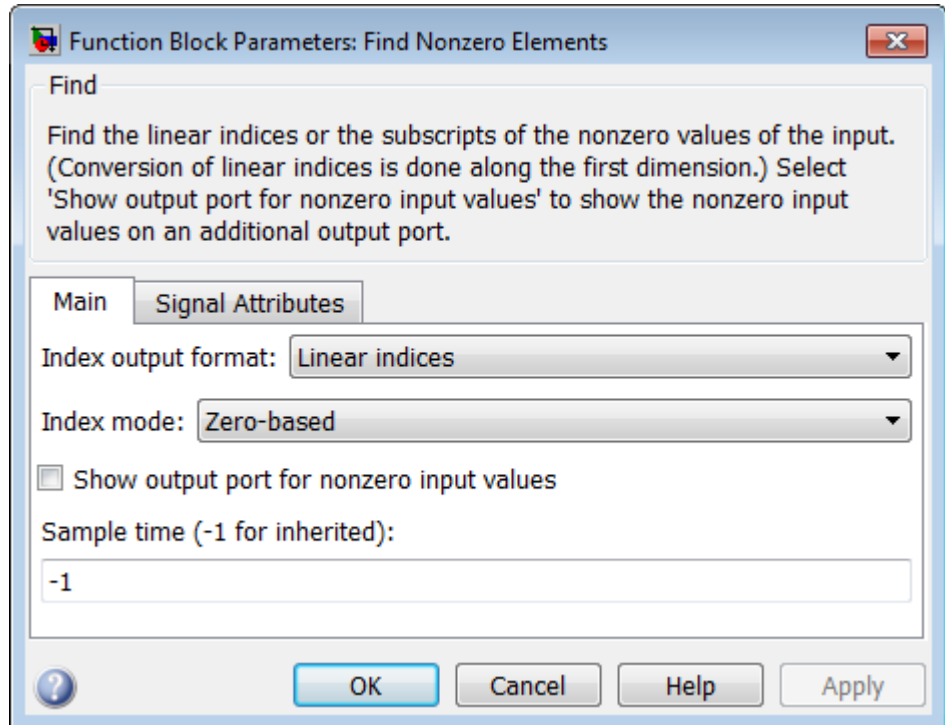 Function Block Parameters: Find Nonzero Elements
Find
Find the linear indices or the subscripts of the nonzero values of the input.
(Conversion of linear indices is done along the first dimension.) Select
'Show output port for nonzero input values' to show the nonzero input
values on an additional output port.
Main Signal Attributes
Index output format: Linear indices
Index mode: Zero-based
Show output port for nonzero input values
Sample time (-1 for inherited):
-1
? OK Cancel Help Apply